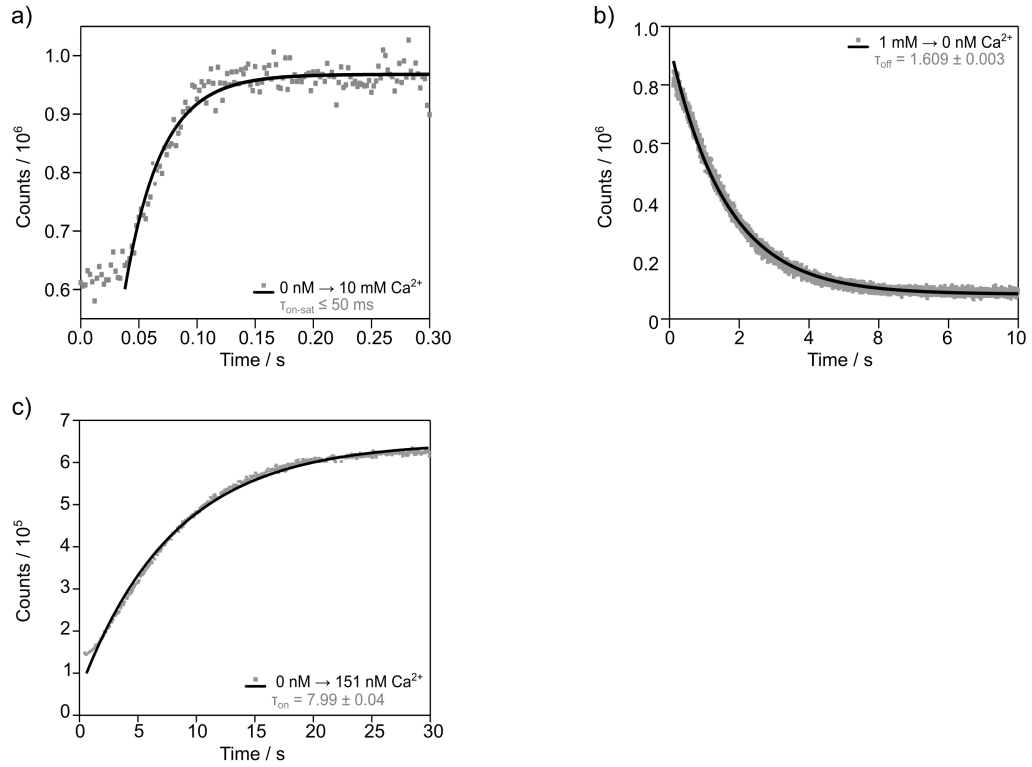 a)
1.0
0.9
0.8
0.7
0.6
Counts / 10⁶
0 nM → 10 mM Ca²⁺
τon-sat ≤ 50 ms
0.0 0.05 0.10 0.15 0.20 0.25 0.30
Time / s
b)
1.0
0.8
0.6
0.4
0.2
0
Counts / 10⁶
1 mM → 0 nM Ca²⁺
τoff = 1.609 ± 0.003
0 2 4 8 6 10
Time / s
c)
7
6
5
4
3
2
1
0
Counts / 10⁵
0 nM → 151 nM Ca²⁺
τon = 7.99 ± 0.04
0 5 10 15 20 25 30
Time / s